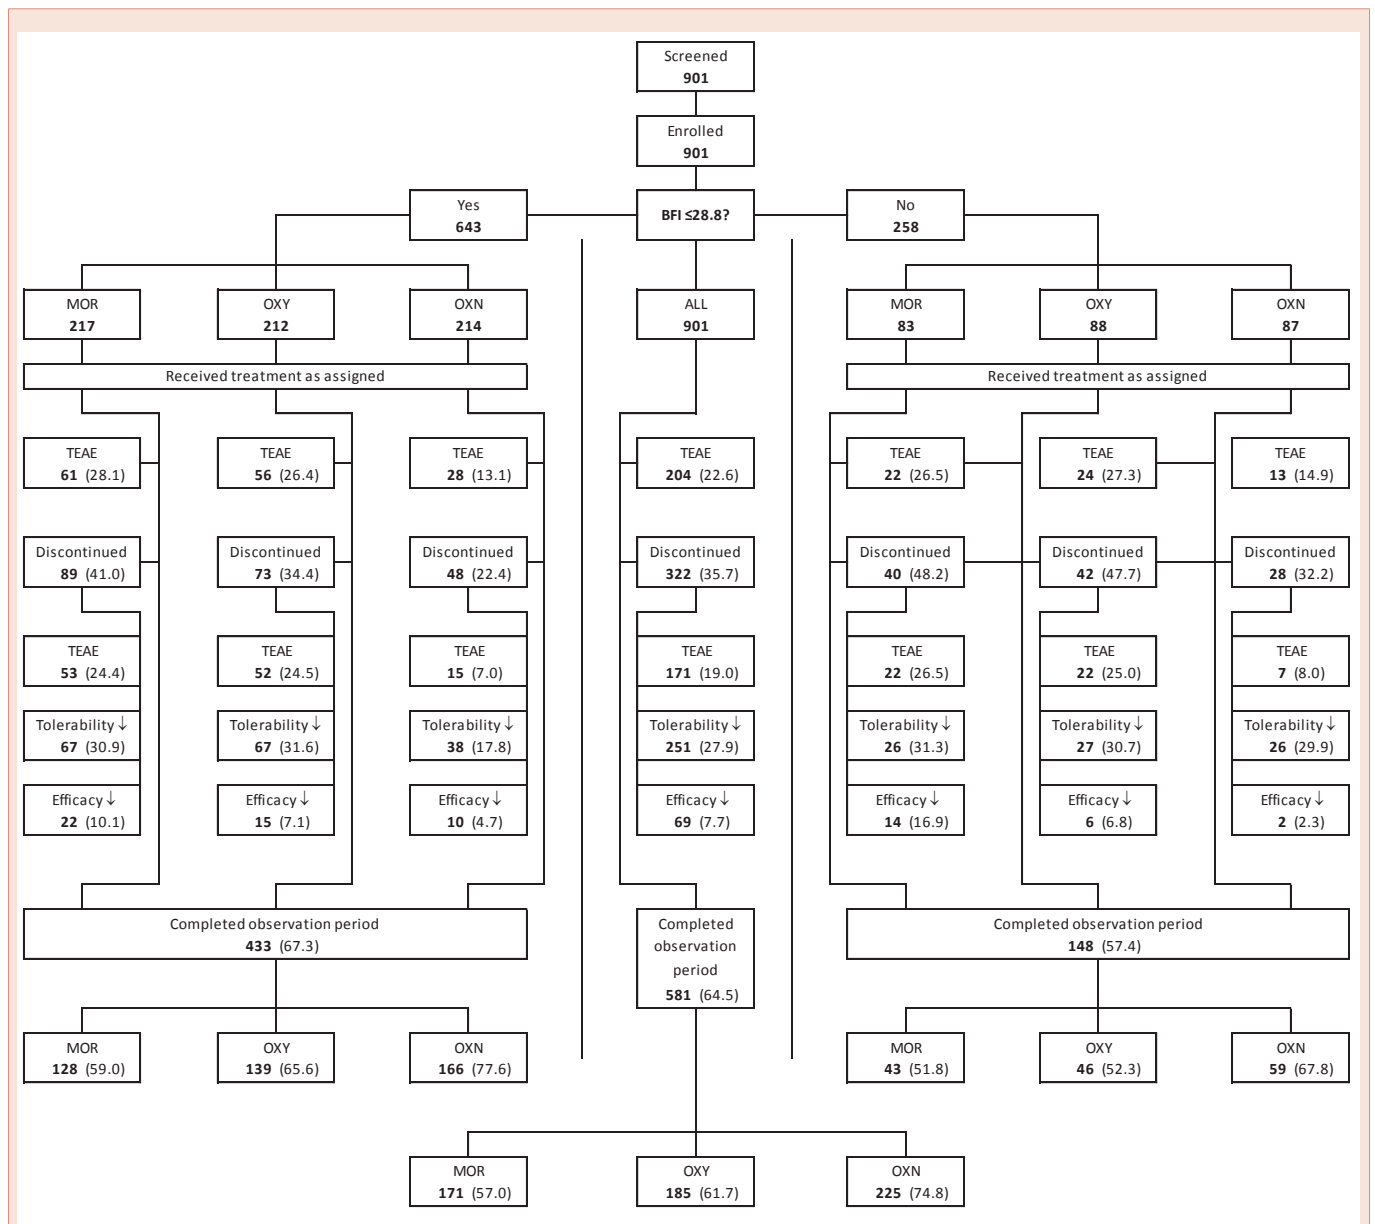 Screened
901
Enrolled
901
Yes
643
BFI ≤28.8?
No
258
MOR
217
OXY
212
OXN
214
ALL
901
MOR
83
OXY
88
OXN
87
Received treatment as assigned
Received treatment as assigned
TEAE
61 (28.1)
TEAE
56 (26.4)
TEAE
28 (13.1)
TEAE
204 (22.6)
TEAE
22 (26.5)
TEAE
24 (27.3)
TEAE
13 (14.9)
Discontinued
89 (41.0)
Discontinued
73 (34.4)
Discontinued
48 (22.4)
Discontinued
322 (35.7)
Discontinued
40 (48.2)
Discontinued
42 (47.7)
Discontinued
28 (32.2)
TEAE
53 (24.4)
TEAE
52 (24.5)
TEAE
15 (7.0)
TEAE
171 (19.0)
TEAE
22 (26.5)
TEAE
22 (25.0)
TEAE
7 (8.0)
Tolerability ↓
67 (30.9)
Tolerability ↓
67 (31.6)
Tolerability ↓
38 (17.8)
Tolerability ↓
251 (27.9)
Tolerability ↓
26 (31.3)
Tolerability ↓
27 (30.7)
Tolerability ↓
26 (29.9)
Efficacy ↓
22 (10.1)
Efficacy ↓
15 (7.1)
Efficacy ↓
10 (4.7)
Efficacy ↓
69 (7.7)
Efficacy ↓
14 (16.9)
Efficacy ↓
6 (6.8)
Efficacy ↓
2 (2.3)
Completed observation period
433 (67.3)
Completed
observation
period
581 (64.5)
Completed observation period
148 (57.4)
MOR
128 (59.0)
OXY
139 (65.6)
OXN
166 (77.6)
MOR
43 (51.8)
OXY
46 (52.3)
OXN
59 (67.8)
MOR
171 (57.0)
OXY
185 (61.7)
OXN
225 (74.8)